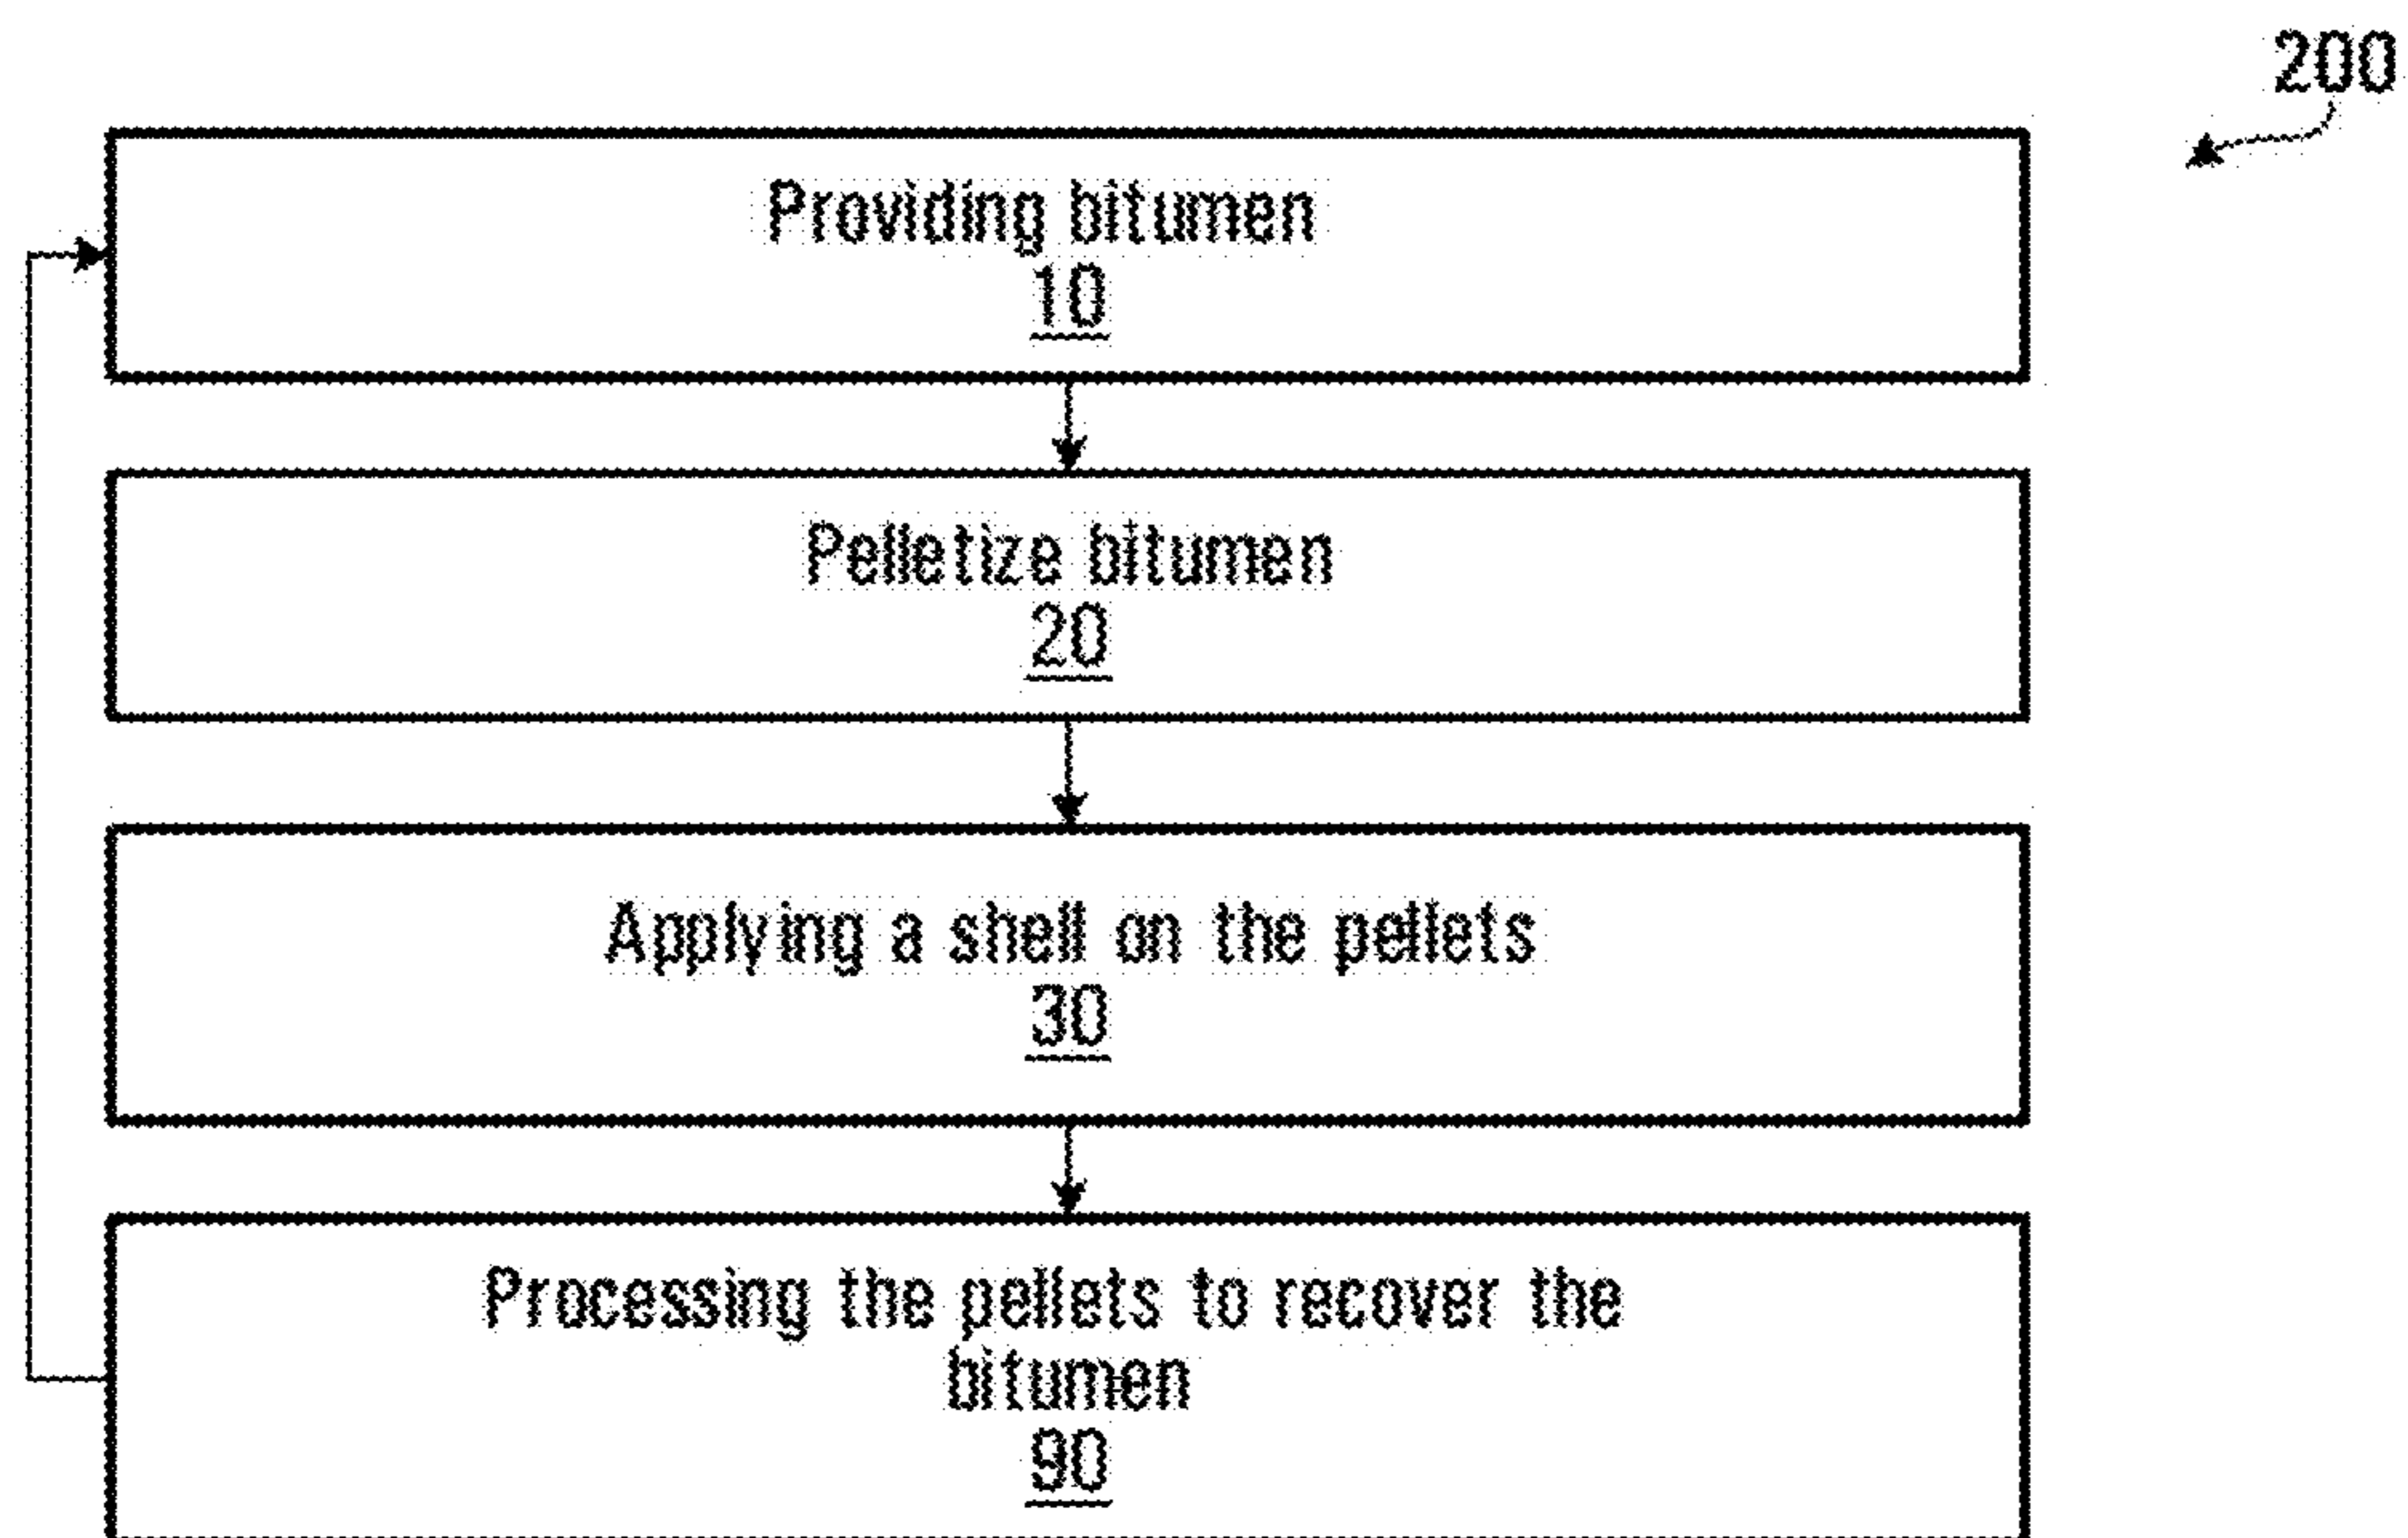 200
Providing bitumen
10
Pelletize bitumen
20
Applying a shell on the pellets
30
Processing the pellets to recover the
bitumen
90